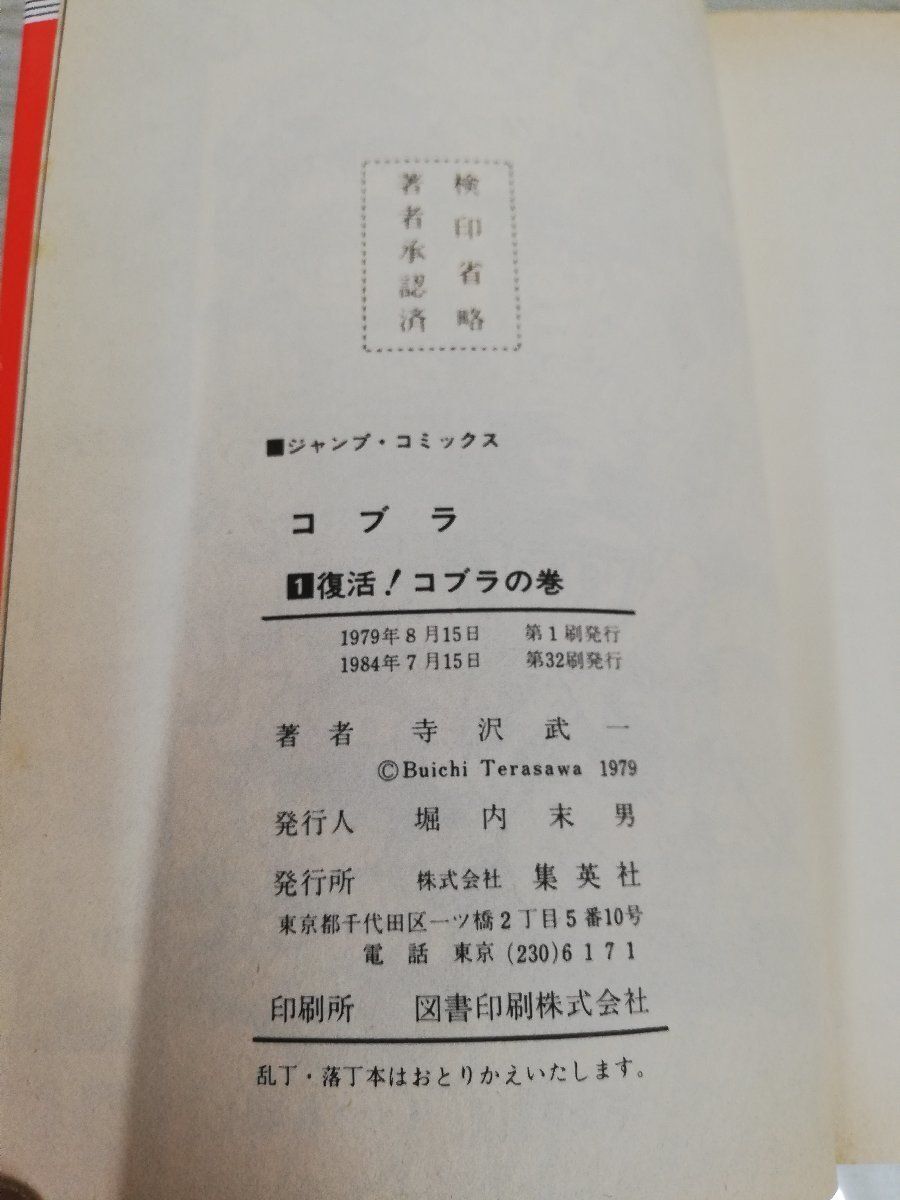 検印省略
著者承認済
■ジャンプ・コミックス
コブラ
1復活!コブラの巻
1979年8月15日 第1刷発行
1984年7月15日 第32刷発行
著者 寺沢武一
©Buichi Terasawa 1979
発行人 堀内末男
発行所 株式会社 集英社
東京都千代田区一ツ橋2丁目5番10号
電話 東京(230)6171
印刷所 図書印刷株式会社
乱丁・落丁本はおとりかえいたします。